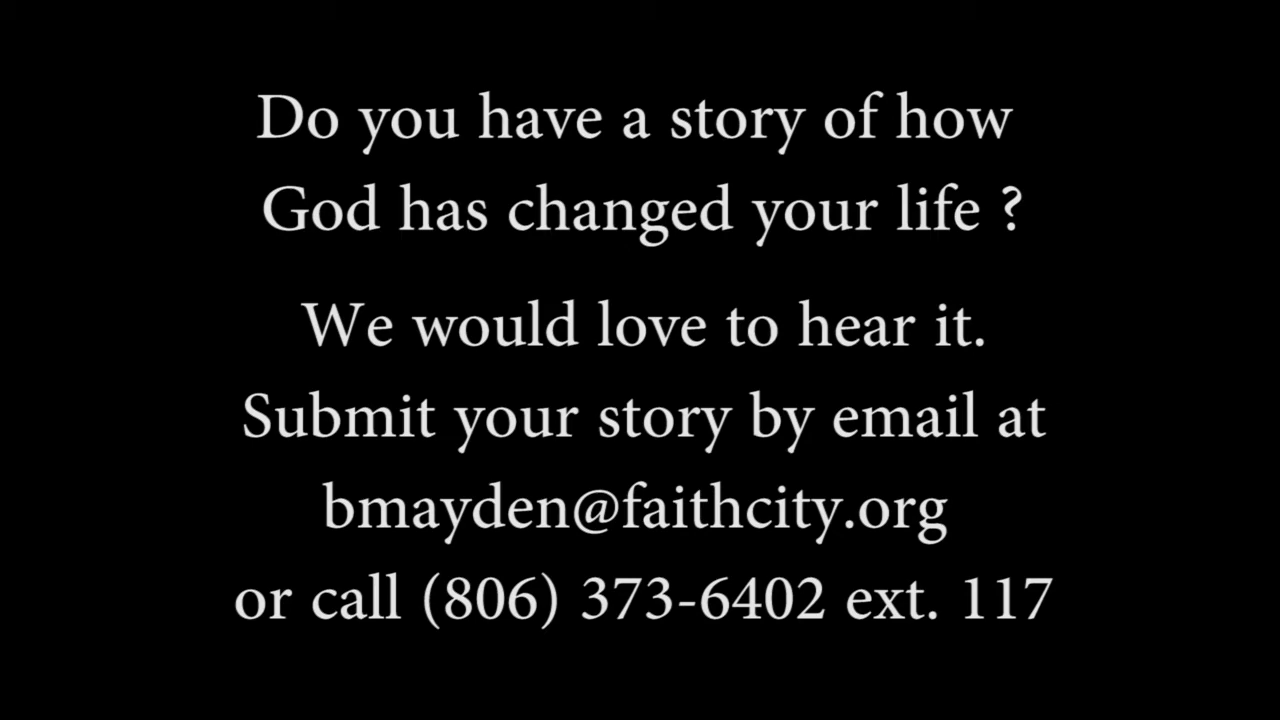 Do you have a story of how
God has changed your life ?
We would love to hear it.
Submit your story by email at
bmayden@faithcity.org
or call (806) 373-6402 ext. 117